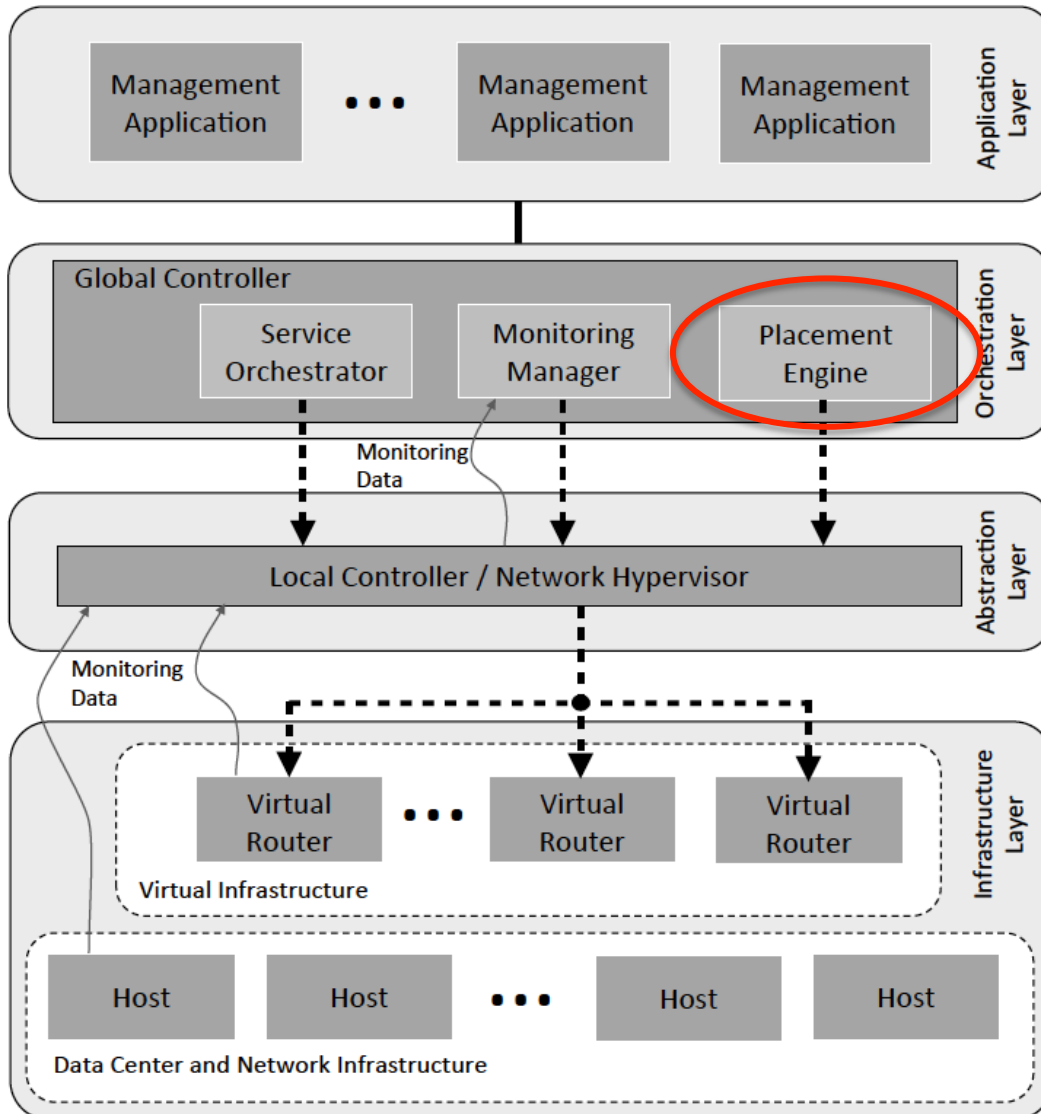 Management
Application
•••
Management
Application
Management
Application
Application
Layer
Global Controller
Service
Orchestrator
Monitoring
Manager
Placement
Engine
Orchestration
Layer
Monitoring
Data
Local Controller / Network Hypervisor
Abstraction
Layer
Monitoring
Data
Virtual
Router
•••
Virtual
Router
Virtual
Router
Virtual Infrastructure
Infrastructure
Layer
Host
Host
•••
Host
Host
Data Center and Network Infrastructure